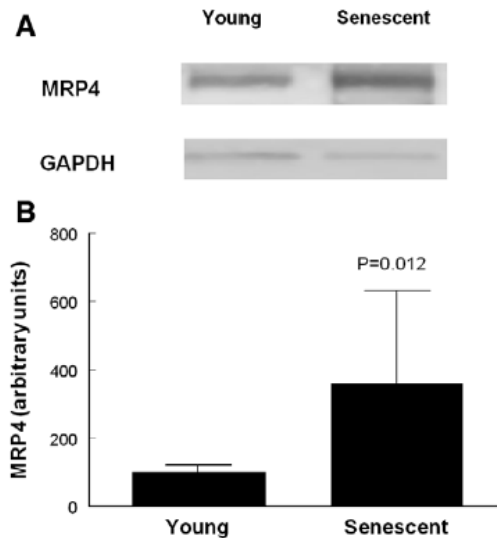 A
Young Senescent
MRP4
GAPDH
B
800
P=0.012
600
400
200
0
MRP4 (arbitrary units)
Young Senescent